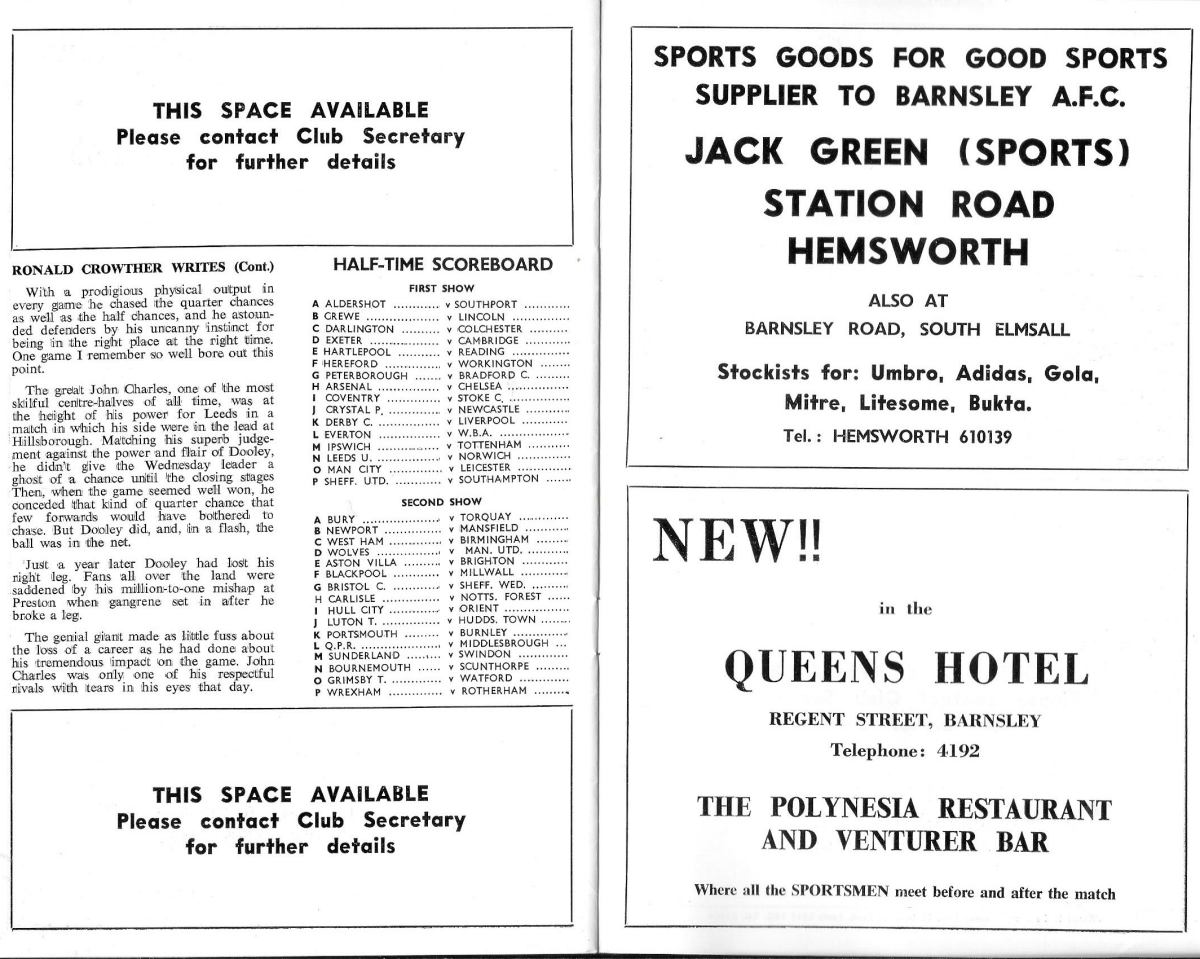 THIS SPACE AVAILABLE
Please contact Club Secretary
for further details
RONALD CROWTHER WRITES (Cont.)
With a prodigious physical output in
every game he chased the quarter chances
as well as the half chances, and he astoun-
ded defenders by his uncanny instinct for
being in the right place at the right time.
One game I remember so well bore out this
point.
The great John Charles, one of the most
skilful centre-halves of all time, was at
the height of his power for Leeds in a
match in which his side were in the lead at
Hillsborough. Matching his superb judge-
ment against the power and flair of Dooley,
he didn't give the Wednesday leader a
ghost of a chance until the closing stages
Then, when the game seemed well won, he
conceded that kind of quarter chance that
few forwards would have bothered to
chase. But Dooley did, and, in a flash, the
ball was in the net.
Just a year later Dooley had lost his
right leg. Fans all over the land were
saddened by his million-to-one mishap at
Preston when gangrene set in after he
broke a leg.
The genial giant made as little fuss about
the loss of a career as he had done about
his tremendous impact on the game. John
Charles was only one of his respectful
rivals with tears in his eyes that day.
HALF-TIME SCOREBOARD
FIRST SHOW
A ALDERSHOT ............ v SOUTHPORT ............
B CREWE ................... v LINCOLN ...............
C DARLINGTON .......... v COLCHESTER ..........
D EXETER .................. v CAMBRIDGE ...........
E HARTLEPOOL ........... v READING ...............
F HEREFORD .............. v WORKINGTON ........
G PETERBOROUGH ....... v BRADFORD C. ........
H ARSENAL ................ v CHELSEA ................
I COVENTRY .............. v STOKE C. ...............
J CRYSTAL P. ............. v NEWCASTLE ...........
K DERBY C. ................ v LIVERPOOL .............
L EVERTON ................ v W.B.A. ..................
M IPSWICH ................ v TOTTENHAM ..........
N LEEDS U. ................ v NORWICH ..............
O MAN CITY .............. v LEICESTER .............
P SHEFF. UTD. ............ v SOUTHAMPTON .......
SECOND SHOW
A BURY .................... v TORQUAY .............
B NEWPORT ............... v MANSFIELD ...........
C WEST HAM ............. v BIRMINGHAM .........
D WOLVES ................. v MAN. UTD. ...........
E ASTON VILLA .......... v BRIGHTON .............
F BLACKPOOL ............. v MILLWALL .............
G BRISTOL C. .............. v SHEFF. WED. ..........
H CARLISLE ................ v NOTTS. FOREST ......
I HULL CITY .............. v ORIENT .................
J LUTON T. ................ v HUDDS. TOWN .......
K PORTSMOUTH ......... v BURNLEY ..............
L Q.P.R. .................... v MIDDLESBROUGH ...
M SUNDERLAND ......... v SWINDON .............
N BOURNEMOUTH ...... v SCUNTHORPE .........
O GRIMSBY T. ............ v WATFORD .............
P WREXHAM ............. v ROTHERHAM .........
THIS SPACE AVAILABLE
Please contact Club Secretary
for further details
SPORTS GOODS FOR GOOD SPORTS
SUPPLIER TO BARNSLEY A.F.C.
JACK GREEN (SPORTS)
STATION ROAD
HEMSWORTH
ALSO AT
BARNSLEY ROAD, SOUTH ELMSALL
Stockists for: Umbro, Adidas, Gola,
Mitre, Litesome, Bukta.
Tel.: HEMSWORTH 610139
NEW!!
in the
QUEENS HOTEL
REGENT STREET, BARNSLEY
Telephone: 4192
THE POLYNESIA RESTAURANT
AND VENTURER BAR
Where all the SPORTSMEN meet before and after the match